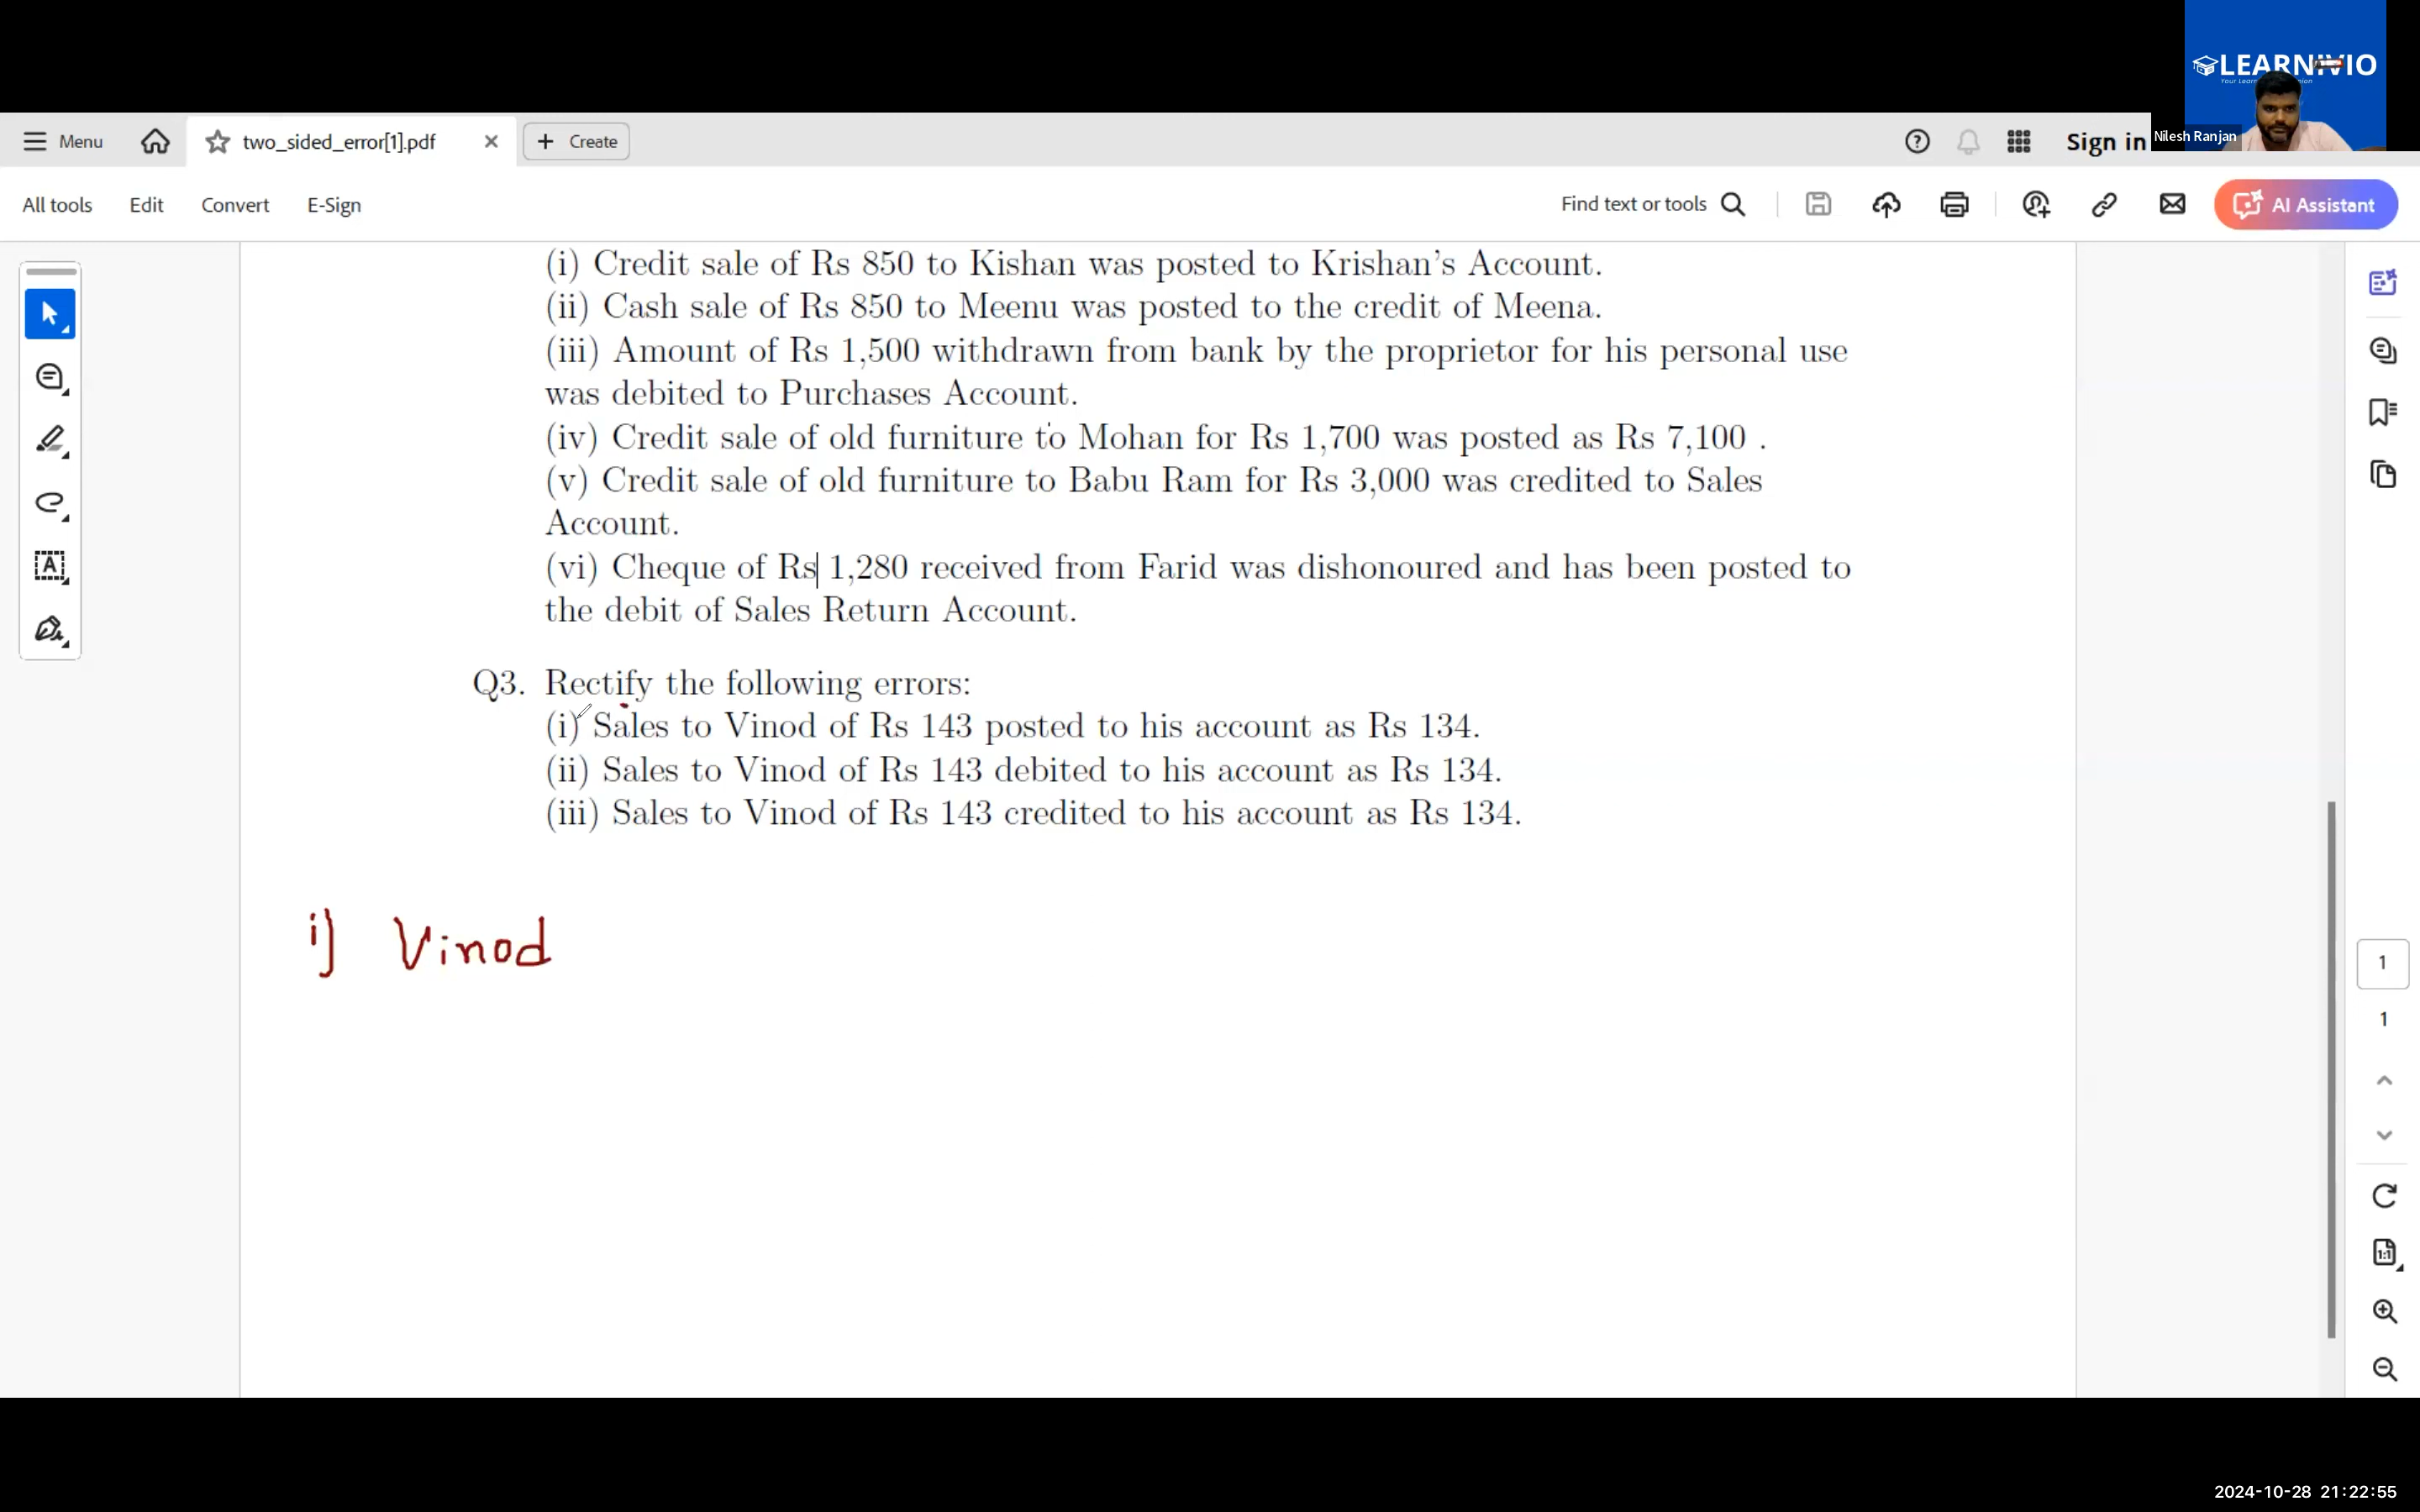 LEARNIVIO
Nilesh Ranjan
Menu
two_sided_error[1].pdf
+ Create
Sign in
All tools
Edit
Convert
E-Sign
Find text or tools
AI Assistant
(i) Credit sale of Rs 850 to Kishan was posted to Krishan’s Account.
(ii) Cash sale of Rs 850 to Meenu was posted to the credit of Meena.
(iii) Amount of Rs 1,500 withdrawn from bank by the proprietor for his personal use
was debited to Purchases Account.
(iv) Credit sale of old furniture to Mohan for Rs 1,700 was posted as Rs 7,100 .
(v) Credit sale of old furniture to Babu Ram for Rs 3,000 was credited to Sales
Account.
(vi) Cheque of Rs 1,280 received from Farid was dishonoured and has been posted to
the debit of Sales Return Account.
Q3. Rectify the following errors:
(i) Sales to Vinod of Rs 143 posted to his account as Rs 134.
(ii) Sales to Vinod of Rs 143 debited to his account as Rs 134.
(iii) Sales to Vinod of Rs 143 credited to his account as Rs 134.
i) Vinod
1
1
1:1
2024-10-28 21:22:55